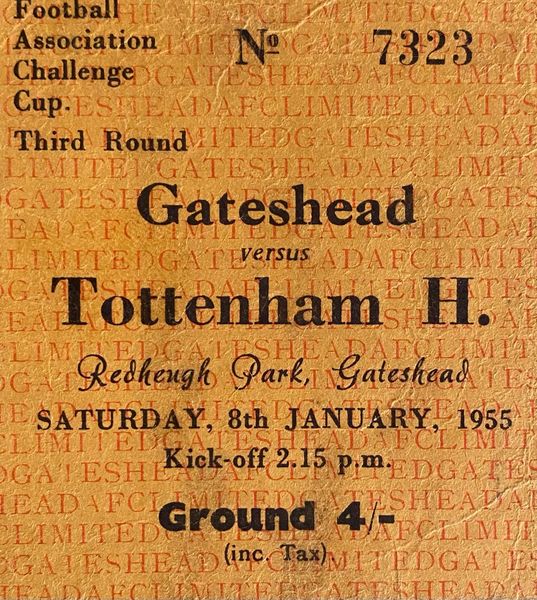 Football
Association
Challenge
Cup.
Third Round
Nº 7323
Gateshead
versus
Tottenham H.
Redheugh Park, Gateshead
SATURDAY, 8th JANUARY, 1955
Kick-off 2.15 p.m.
Ground 4/-
(inc. Tax)